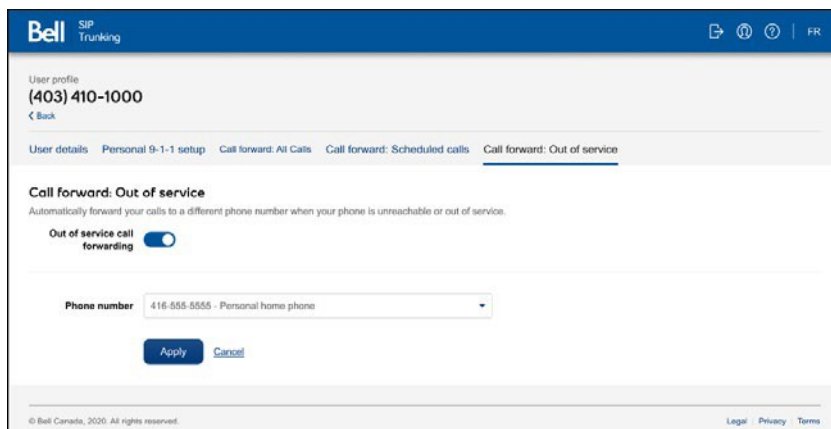 Bell SIP Trunking
FR
User profile
(403) 410-1000
Back
User details Personal 9-1-1 setup Call forward: All Calls Call forward: Scheduled calls Call forward: Out of service
Call forward: Out of service
Automatically forward your calls to a different phone number when your phone is unreachable or out of service.
Out of service call
forwarding
Phone number 416-555-5555 - Personal home phone
Apply Cancel
© Bell Canada, 2020. All rights reserved. Legal Privacy Terms